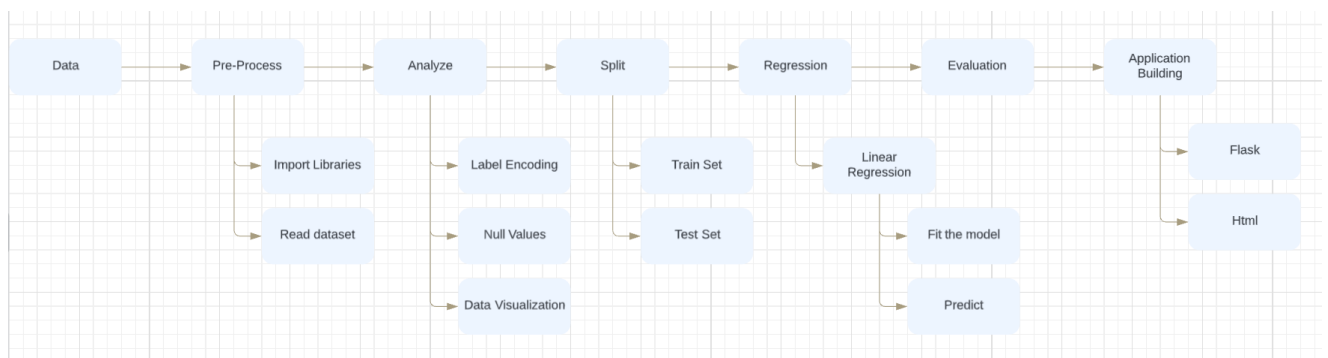 Data
Pre-Process
Analyze
Split
Regression
Evaluation
Application
Building
Import Libraries
Read dataset
Label Encoding
Null Values
Data Visualization
Train Set
Test Set
Linear
Regression
Fit the model
Predict
Flask
Html